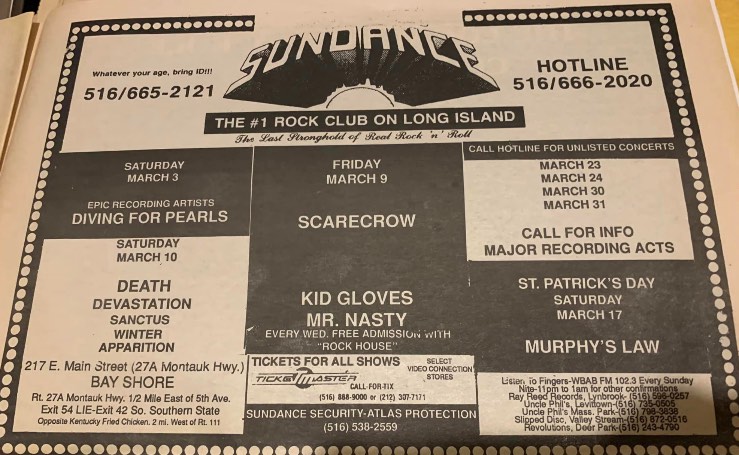 Whatever your age, bring ID!!!
516/665-2121
SUNDANCE
HOTLINE
516/666-2020
THE #1 ROCK CLUB ON LONG ISLAND
The Last Stronghold of Real Rock 'n' Roll
SATURDAY
MARCH 3
EPIC RECORDING ARTISTS
DIVING FOR PEARLS
SATURDAY
MARCH 10
DEATH
DEVASTATION
SANCTUS
WINTER
APPARITION
217 E. Main Street (27A Montauk Hwy.)
BAY SHORE
Rt. 27A Montauk Hwy. 1/2 Mile East of 5th Ave.
Exit 54 LIE-Exit 42 So. Southern State
Opposite Kentucky Fried Chicken. 2 mi. West of Rt. 111
FRIDAY
MARCH 9
SCARECROW
KID GLOVES
MR. NASTY
EVERY WED. FREE ADMISSION WITH
"ROCK HOUSE"
TICKETS FOR ALL SHOWS
SELECT
VIDEO CONNECTION
STORES
TICKETMASTER
CALL-FOR-TIX
(516) 888-9000 or (212) 307-7171
SUNDANCE SECURITY-ATLAS PROTECTION
(516) 538-2559
CALL HOTLINE FOR UNLISTED CONCERTS
MARCH 23
MARCH 24
MARCH 30
MARCH 31
CALL FOR INFO
MAJOR RECORDING ACTS
ST. PATRICK'S DAY
SATURDAY
MARCH 17
MURPHY'S LAW
Listen To Fingers-WBAB FM 102.3 Every Sunday
Nite-11pm to 1am for other confirmations
Ray Reed Records, Lynbrook- (516) 596-0257
Uncle Phil's, Levittown-(516) 735-0505
Uncle Phil's Mass. Park-(516) 798-3838
Slipped Disc, Valley Stream-(516) 872-0516
Revolutions, Deer Park-(516) 243-4790